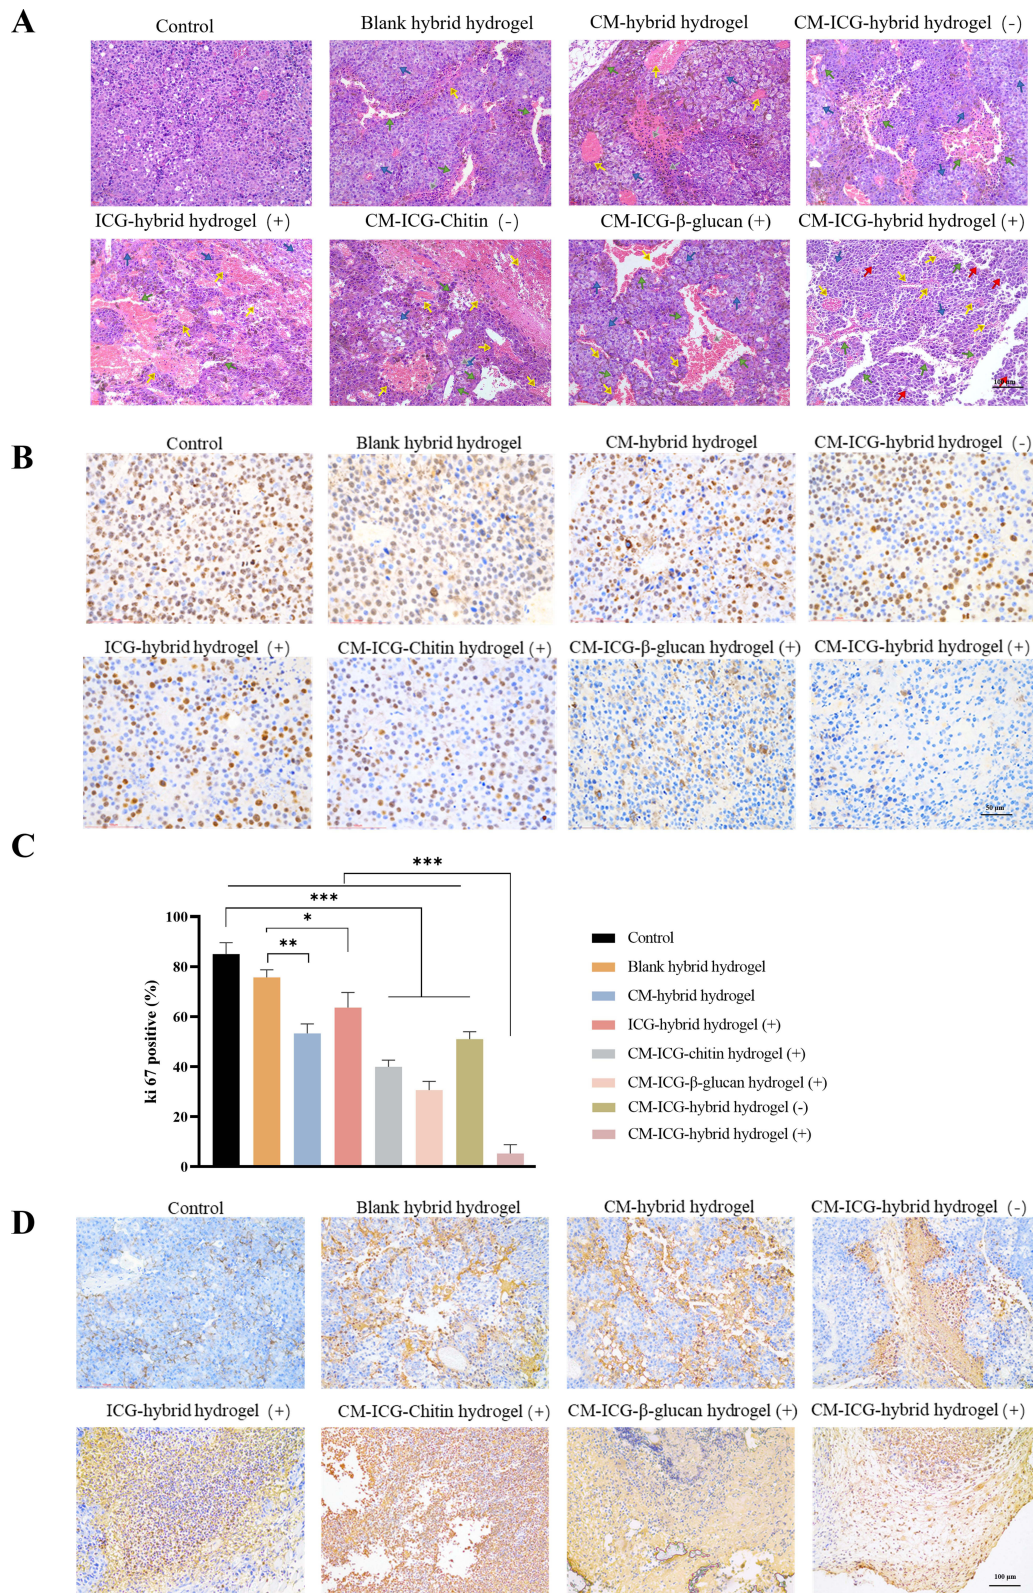 A
Control
Blank hybrid hydrogel
CM-hybrid hydrogel
CM-ICG-hybrid hydrogel (-)
ICG-hybrid hydrogel (+)
CM-ICG-Chitin (-)
CM-ICG-β-glucan (+)
CM-ICG-hybrid hydrogel (+)
100 μm
B
Control
Blank hybrid hydrogel
CM-hybrid hydrogel
CM-ICG-hybrid hydrogel (-)
ICG-hybrid hydrogel (+)
CM-ICG-Chitin hydrogel (+)
CM-ICG-β-glucan hydrogel (+)
CM-ICG-hybrid hydrogel (+)
50 μm
C
***
***
*
**
100
80
60
40
20
0
ki 67 positive (%)
Control
Blank hybrid hydrogel
CM-hybrid hydrogel
ICG-hybrid hydrogel (+)
CM-ICG-chitin hydrogel (+)
CM-ICG-β-glucan hydrogel (+)
CM-ICG-hybrid hydrogel (-)
CM-ICG-hybrid hydrogel (+)
D
Control
Blank hybrid hydrogel
CM-hybrid hydrogel
CM-ICG-hybrid hydrogel (-)
ICG-hybrid hydrogel (+)
CM-ICG-Chitin hydrogel (+)
CM-ICG-β-glucan hydrogel (+)
CM-ICG-hybrid hydrogel (+)
100 μm